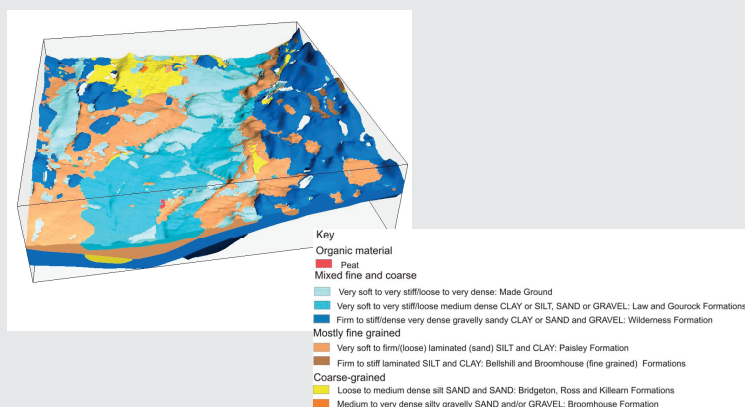 Key
Organic material
Peat
Mixed fine and coarse
Very soft to very stiff/loose to very dense: Made Ground
Very soft to very stiff/loose medium dense CLAY or SILT, SAND or GRAVEL: Law and Gourock Formations
Firm to stiff/dense very dense gravelly sandy CLAY or SAND and GRAVEL: Wilderness Formation
Mostly fine grained
Very soft to firm/(loose) laminated (sand) SILT and CLAY: Paisley Formation
Firm to stiff laminated SILT and CLAY: Bellshill and Broomhouse (fine grained) Formations
Coarse-grained
Loose to medium dense silt SAND and SAND: Bridgeton, Ross and Killearn Formations
Medium to very dense silty gravelly SAND and/or GRAVEL: Broomhouse Formation